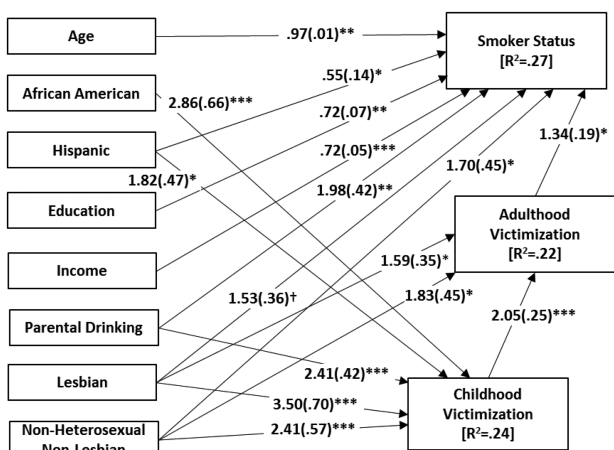 Age
African American
Hispanic
Education
Income
Parental Drinking
Lesbian
Non-Heterosexual
Non-Lesbian
.97(.01)**
2.86(.66)***
.55(.14)*
.72(.07)**
.72(.05)***
1.82(.47)*
1.98(.42)**
1.70(.45)*
1.34(.19)*
1.59(.35)*
1.53(.36)†
1.83(.45)*
2.05(.25)***
2.41(.42)***
3.50(.70)***
2.41(.57)***
Smoker Status
[R²=.27]
Adulthood
Victimization
[R²=.22]
Childhood
Victimization
[R²=.24]